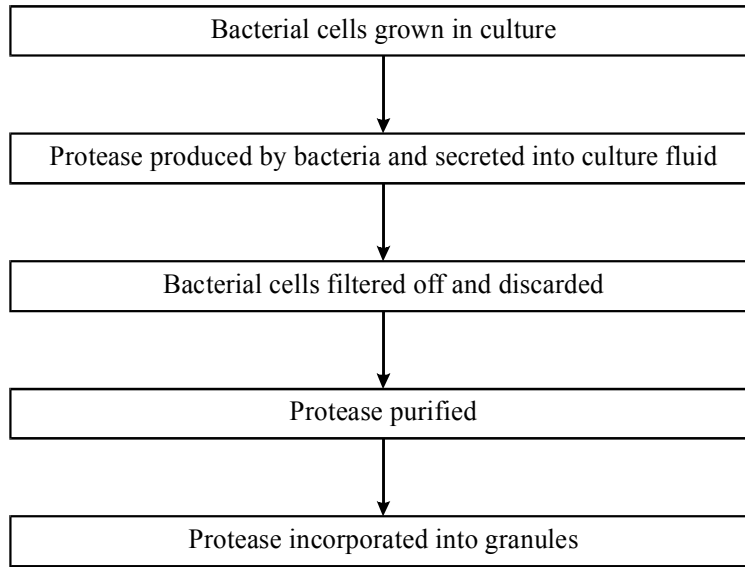 Bacterial cells grown in culture
Protease produced by bacteria and secreted into culture fluid
Bacterial cells filtered off and discarded
Protease purified
Protease incorporated into granules